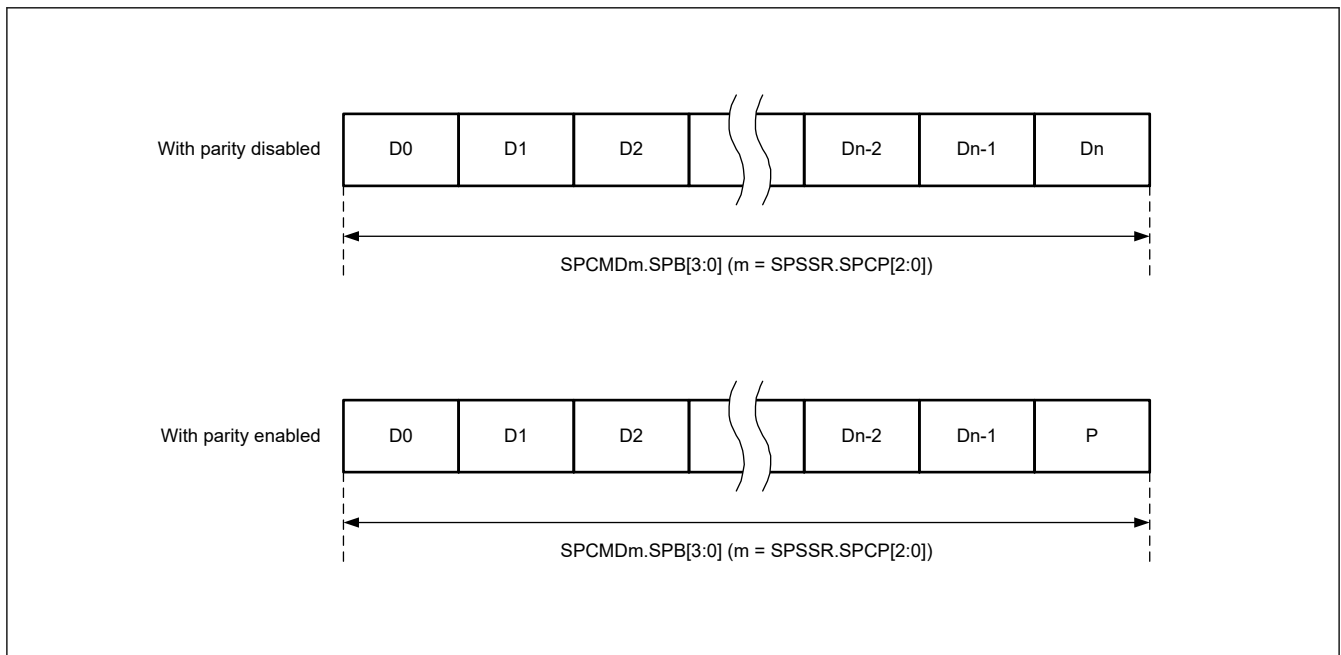 With parity disabled D0 D1 D2 Dn-2 Dn-1 Dn
SPCMDm.SPB[3:0] (m = SPSSR.SPCP[2:0])
With parity enabled D0 D1 D2 Dn-2 Dn-1 P
SPCMDm.SPB[3:0] (m = SPSSR.SPCP[2:0])